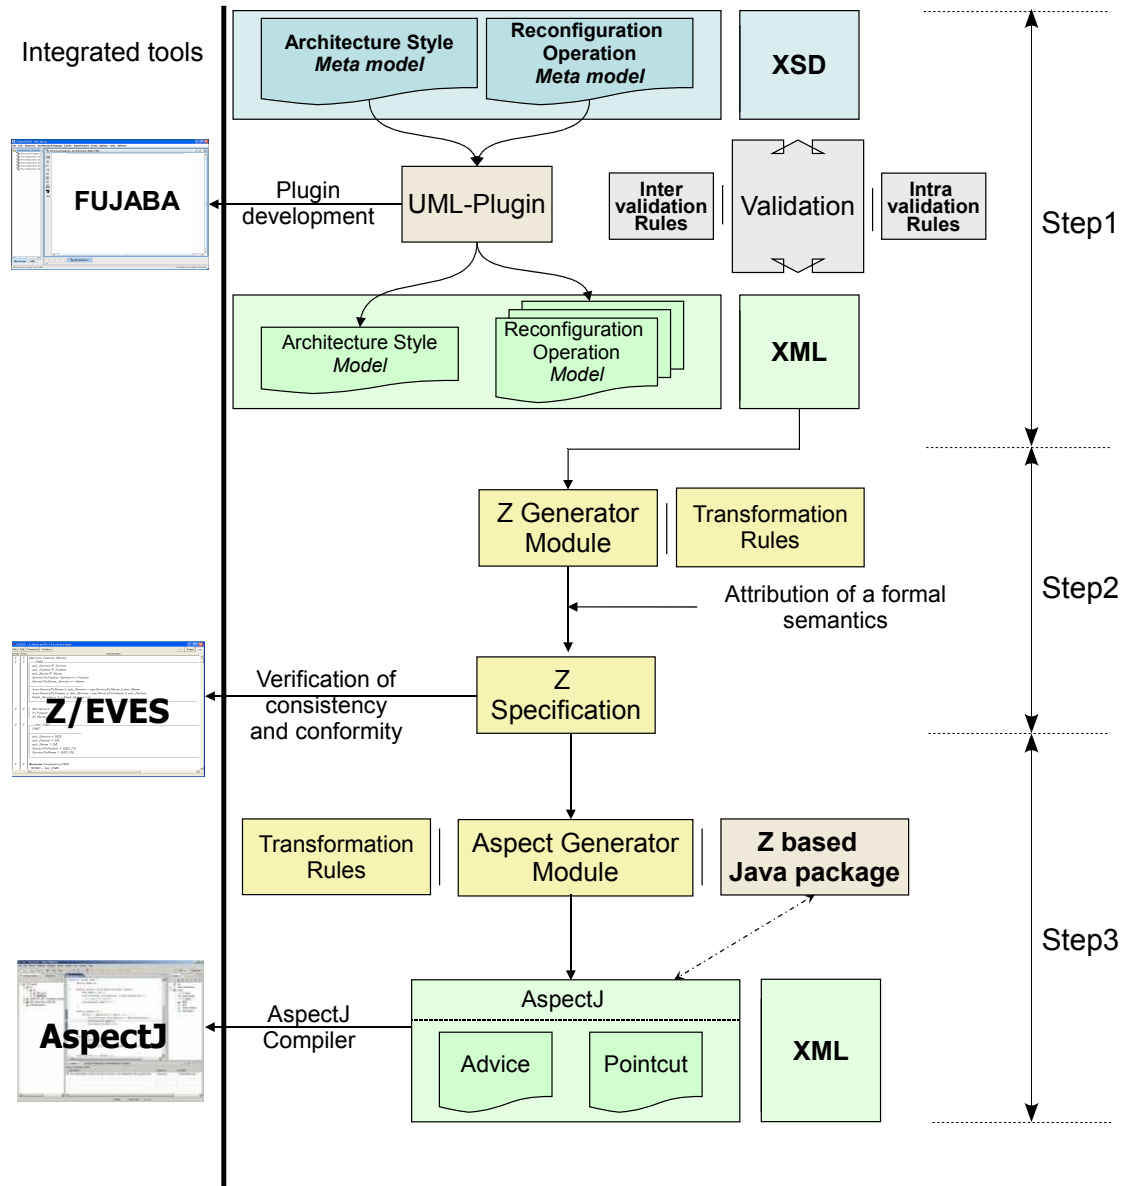 Integrated tools
Architecture Style
Meta model
Reconfiguration
Operation
Meta model
XSD
FUJABA
Plugin
development
UML-Plugin
Inter
validation
Rules
Validation
Intra
validation
Rules
Step1
Architecture Style
Model
Reconfiguration
Operation
Model
XML
Z Generator
Module
Transformation
Rules
Attribution of a formal
semantics
Step2
Z/EVES
Verification of
consistency
and conformity
Z
Specification
Transformation
Rules
Aspect Generator
Module
Z based
Java package
Step3
AspectJ
AspectJ
Compiler
AspectJ
Advice
Pointcut
XML